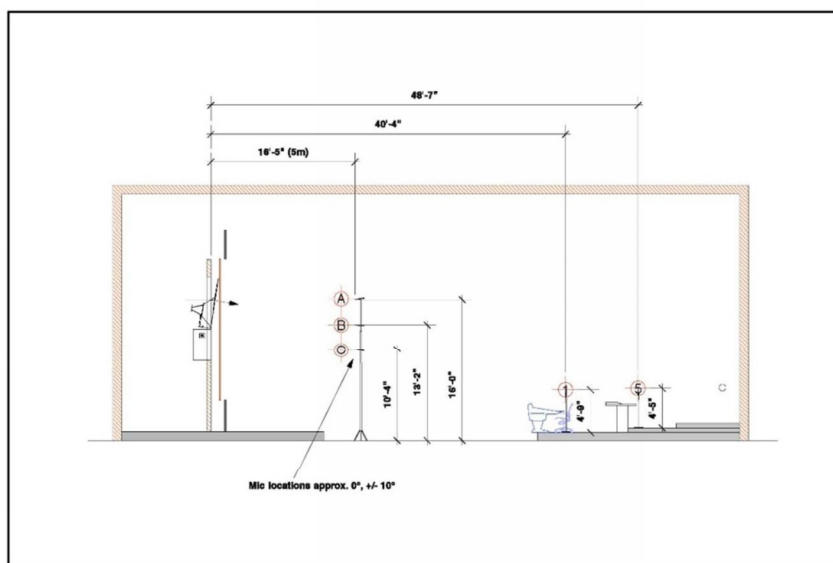 48'-7"
40'-4"
16'-5" (5m)
A
B
C
1
5
C
10'-4"
13'-2"
16'-0"
4'-9"
4'-5"
Mic locations approx. 0°, +/- 10°